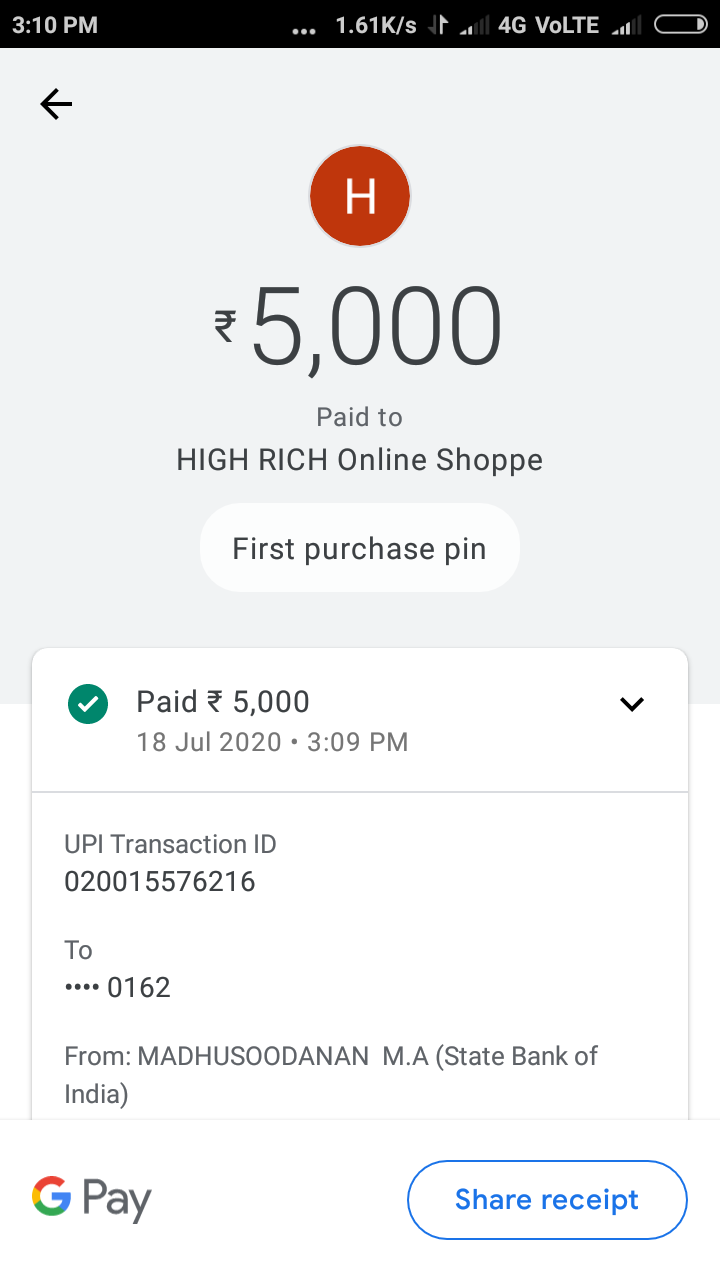 3:10 PM ... 1.61K/s 4G VoLTE
H
₹5,000
Paid to
HIGH RICH Online Shoppe
First purchase pin
Paid ₹ 5,000
18 Jul 2020 • 3:09 PM
UPI Transaction ID
020015576216
To
•••• 0162
From: MADHUSOODANAN  M.A (State Bank of
India)
G Pay
Share receipt